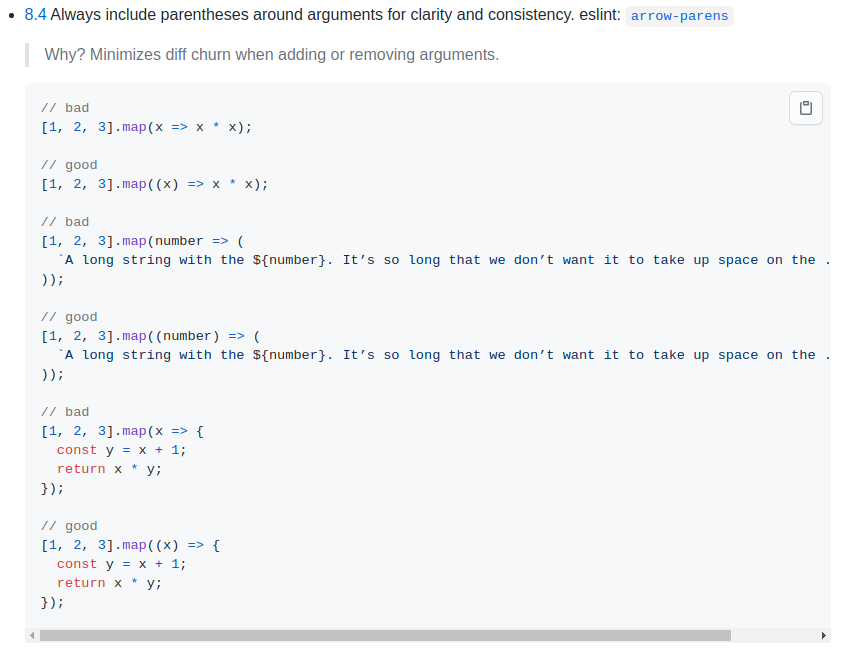 8.4 Always include parentheses around arguments for clarity and consistency. eslint: arrow-parens
Why? Minimizes diff churn when adding or removing arguments.
// bad
[1, 2, 3].map(x => x * x);
// good
[1, 2, 3].map((x) => x * x);
// bad
[1, 2, 3].map(number => (
  `A long string with the ${number}. It’s so long that we don’t want it to take up space on the .
));
// good
[1, 2, 3].map((number) => (
  `A long string with the ${number}. It’s so long that we don’t want it to take up space on the .
));
// bad
[1, 2, 3].map(x => {
  const y = x + 1;
  return x * y;
});
// good
[1, 2, 3].map((x) => {
  const y = x + 1;
  return x * y;
});